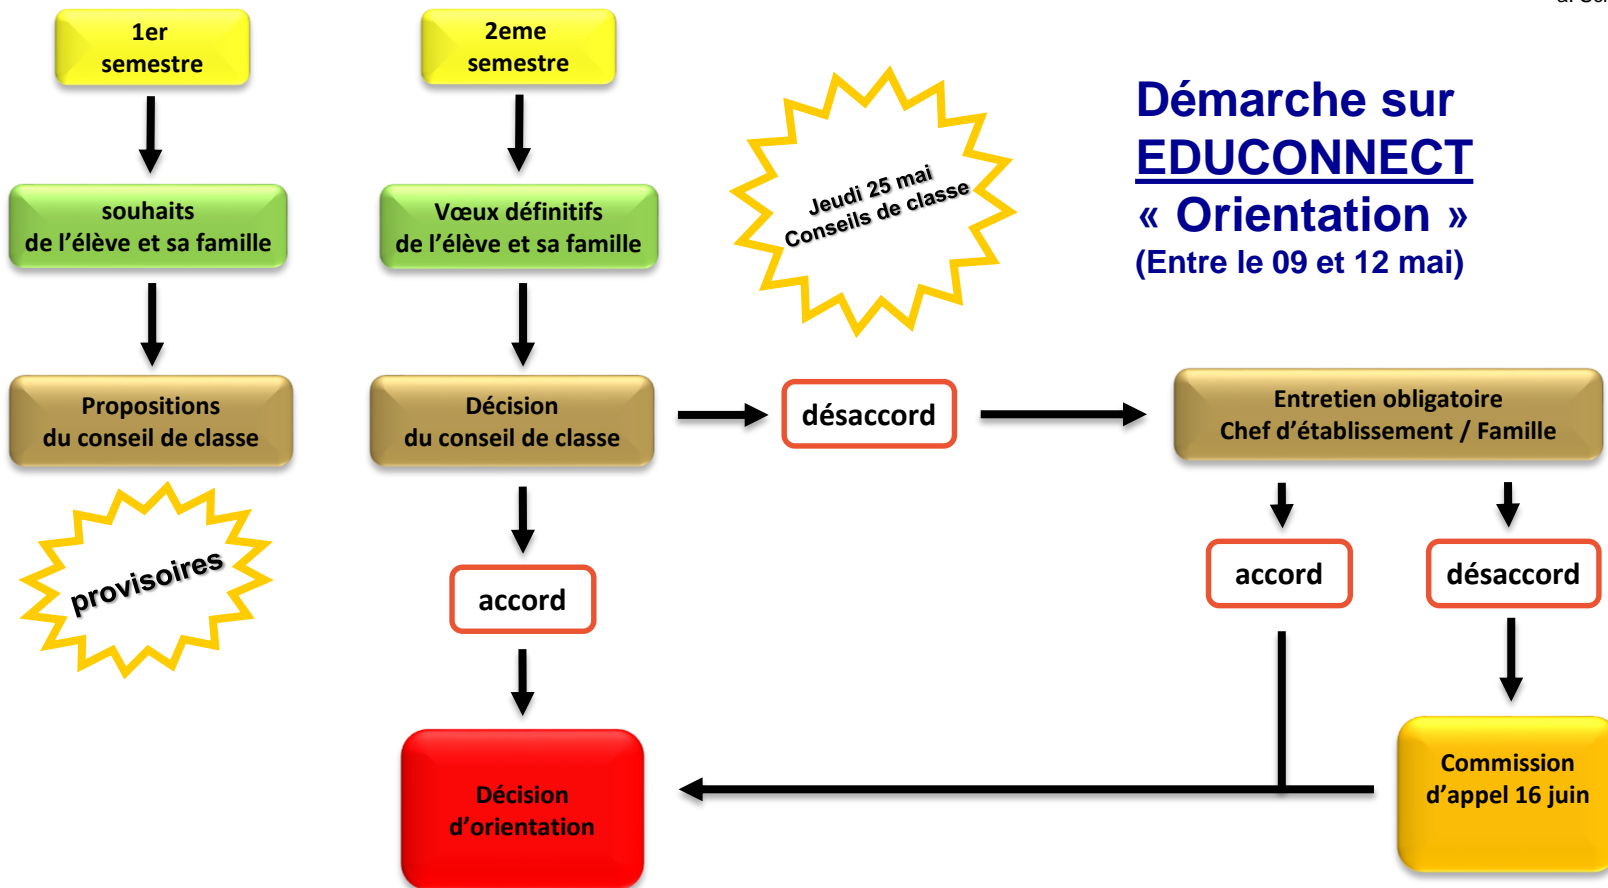 1er
semestre
2eme
semestre
Démarche sur
EDUCONNECT
« Orientation »
(Entre le 09 et 12 mai)
Jeudi 25 mai
Conseils de classe
souhaits
de l’élève et sa famille
Vœux définitifs
de l’élève et sa famille
Propositions
du conseil de classe
Décision
du conseil de classe
désaccord
Entretien obligatoire
Chef d’établissement / Famille
provisoires
accord
accord
désaccord
Décision
d’orientation
Commission
d’appel 16 juin